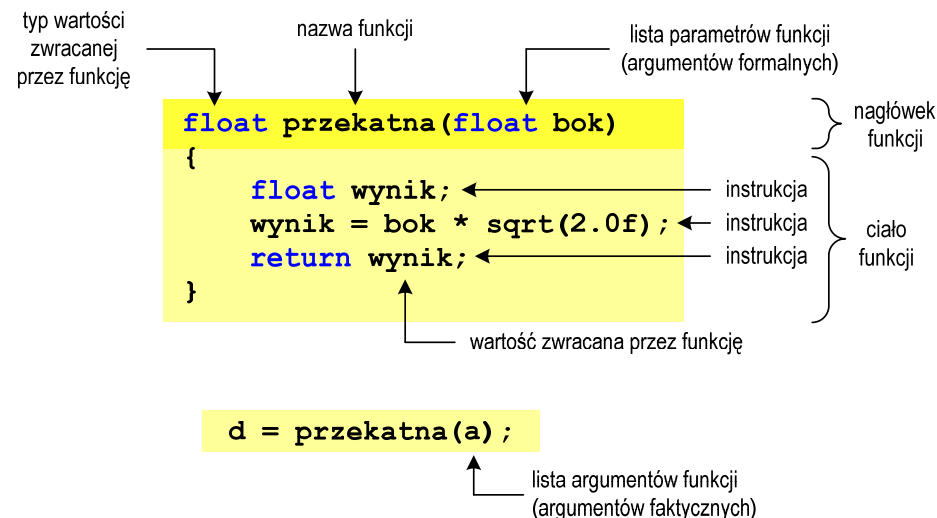 typ wartości
zwracanej
przez funkcję
nazwa funkcji
lista parametrów funkcji
(argumentów formalnych)
float przekatna(float bok)
nagłówek
funkcji
{
float wynik;
instrukcja
wynik = bok * sqrt(2.0f);
instrukcja
return wynik;
instrukcja
}
ciało
funkcji
wartość zwracana przez funkcję
d = przekatna(a);
lista argumentów funkcji
(argumentów faktycznych)